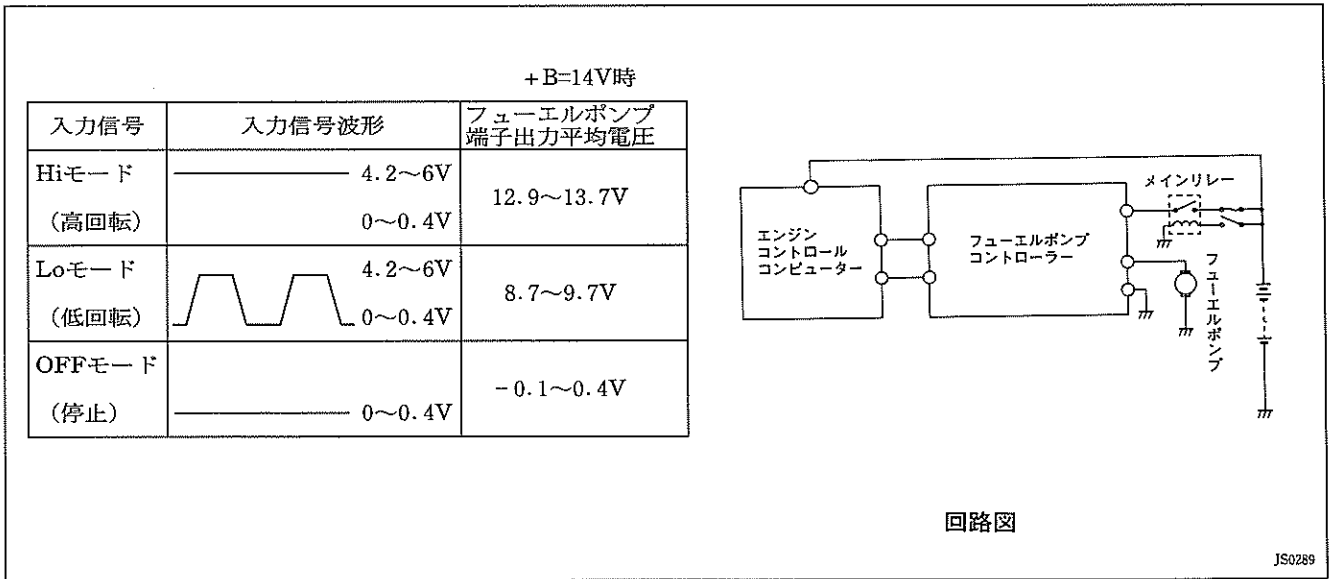 +B=14V時
入力信号 入力信号波形 フューエルポンプ
端子出力平均電圧
Hiモード 4.2～6V
12.9～13.7V
(高回転) 0～0.4V
Loモード 4.2～6V
8.7～9.7V
(低回転) 0～0.4V
OFFモード
-0.1～0.4V
(停止) 0～0.4V
メインリレー
エンジン
コントロール
コンピューター
フューエルポンプ
コントローラー
フューエルポンプ
回路図
JS0289